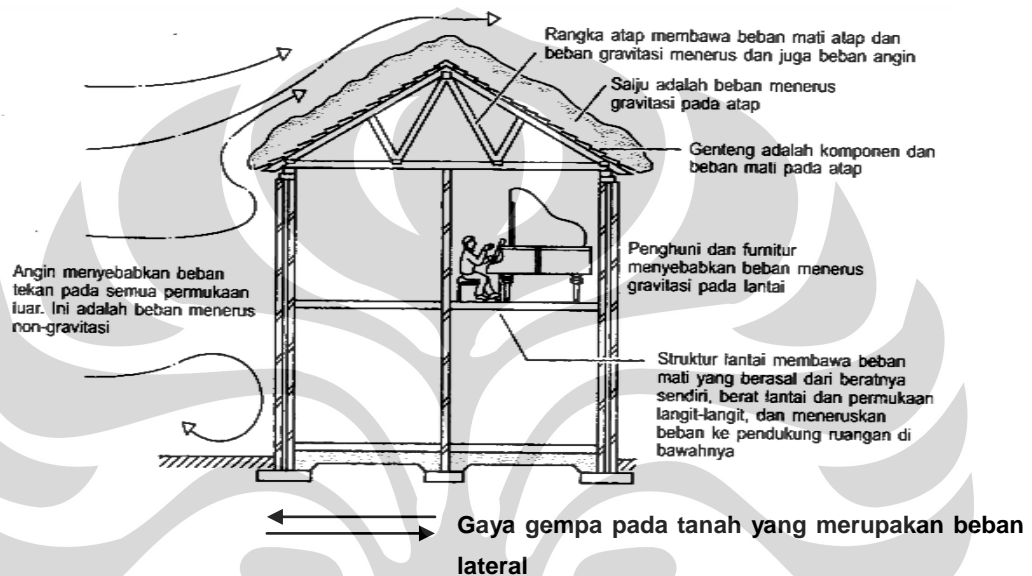 Rangka atap membawa beban mati atap dan
beban gravitasi menerus dan juga beban angin
Salju adalah beban menerus
gravitasi pada atap
Genteng adalah komponen dan
beban mati pada atap
Penghuni dan furnitur
menyebabkan beban menerus
gravitasi pada lantai
Angin menyebabkan beban
tekan pada semua permukaan
luar. Ini adalah beban menerus
non-gravitasi
Struktur lantai membawa beban
mati yang berasal dari beratnya
sendiri, berat lantai dan permukaan
langit-langit, dan meneruskan
beban ke pendukung ruangan di
bawahnya
Gaya gempa pada tanah yang merupakan beban
lateral